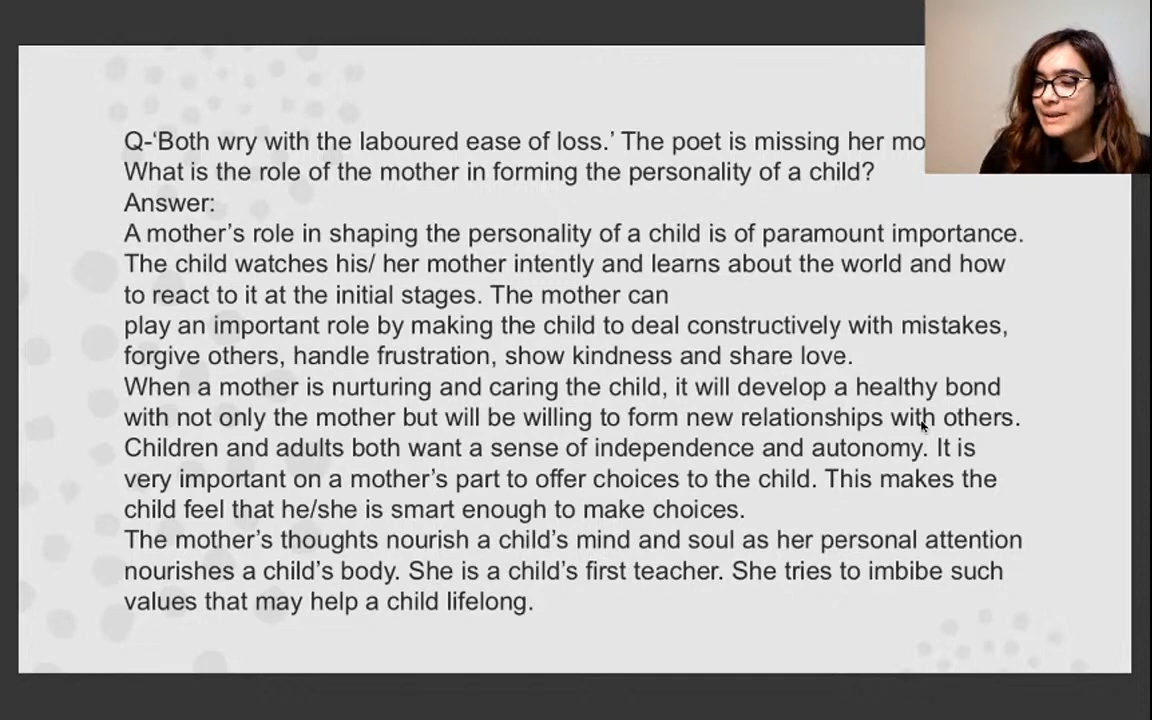 Q-‘Both wry with the laboured ease of loss.’ The poet is missing her
What is the role of the mother in forming the personality of a child?
Answer:
A mother’s role in shaping the personality of a child is of paramount importance.
The child watches his/ her mother intently and learns about the world and how
to react to it at the initial stages. The mother can
play an important role by making the child to deal constructively with mistakes,
forgive others, handle frustration, show kindness and share love.
When a mother is nurturing and caring the child, it will develop a healthy bond
with not only the mother but will be willing to form new relationships with others.
Children and adults both want a sense of independence and autonomy. It is
very important on a mother’s part to offer choices to the child. This makes the
child feel that he/she is smart enough to make choices.
The mother’s thoughts nourish a child’s mind and soul as her personal attention
nourishes a child’s body. She is a child’s first teacher. She tries to imbibe such
values that may help a child lifelong.